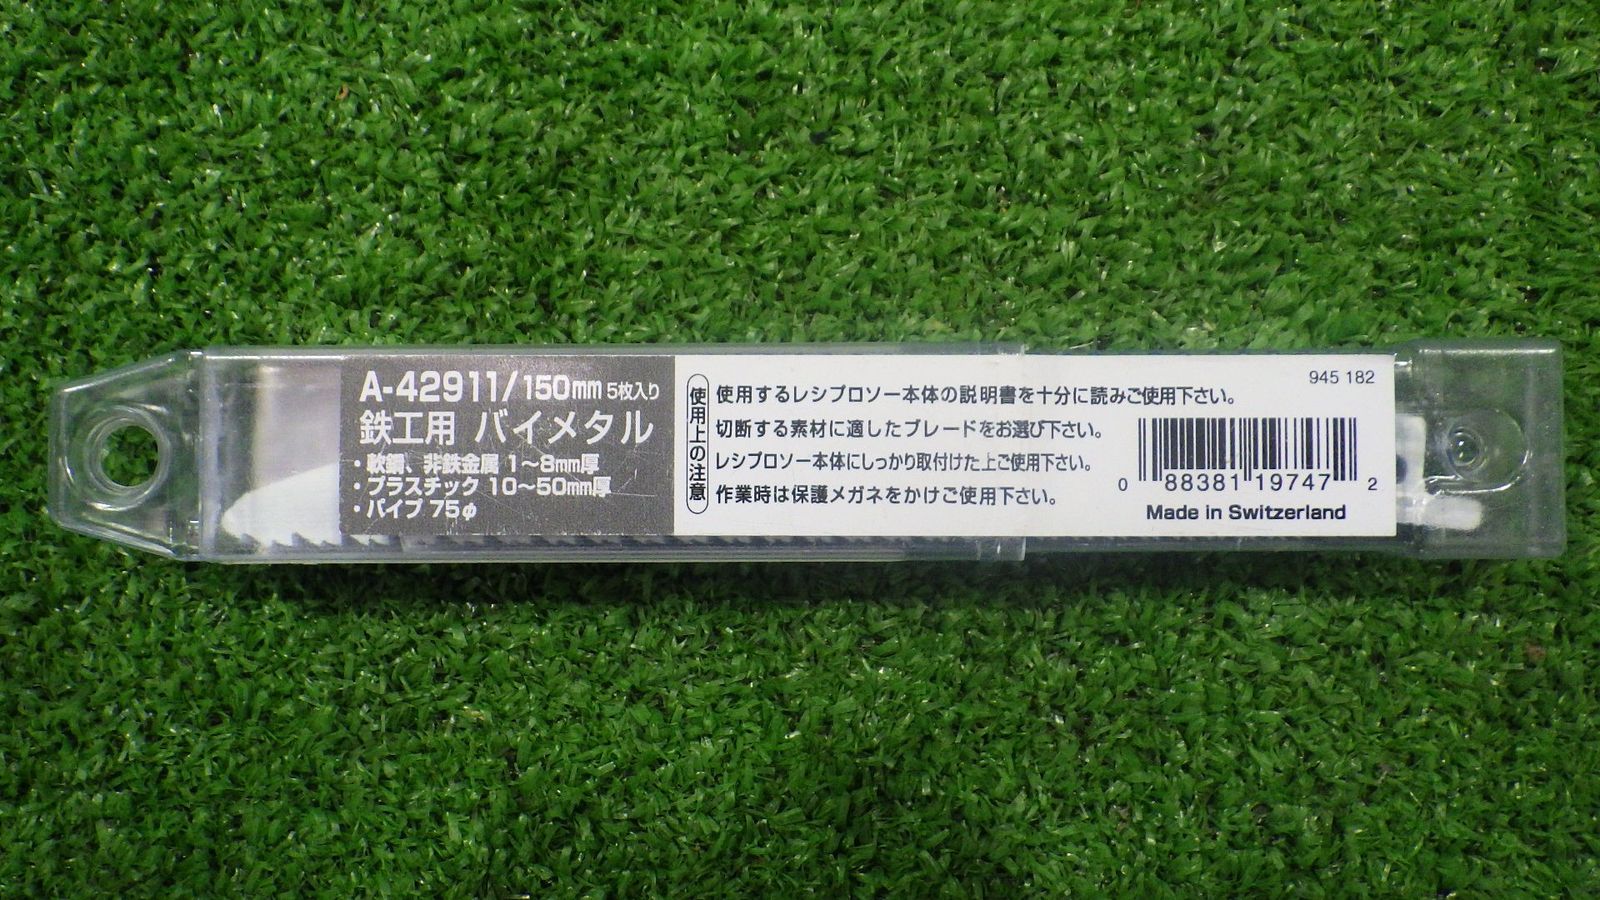 A-42911/150mm 5枚入り
鉄工用 バイメタル
・軟鋼、非鉄金属 1〜8mm厚
・プラスチック 10〜50mm厚
・パイプ 75φ
使用上の注意
使用するレシプロソー本体の説明書を十分に読みご使用下さい。
切断する素材に適したブレードをお選び下さい。
レシプロソー本体にしっかり取付けた上ご使用下さい。
作業時は保護メガネをかけご使用下さい。
945 182
0 88381 19747 2
Made in Switzerland